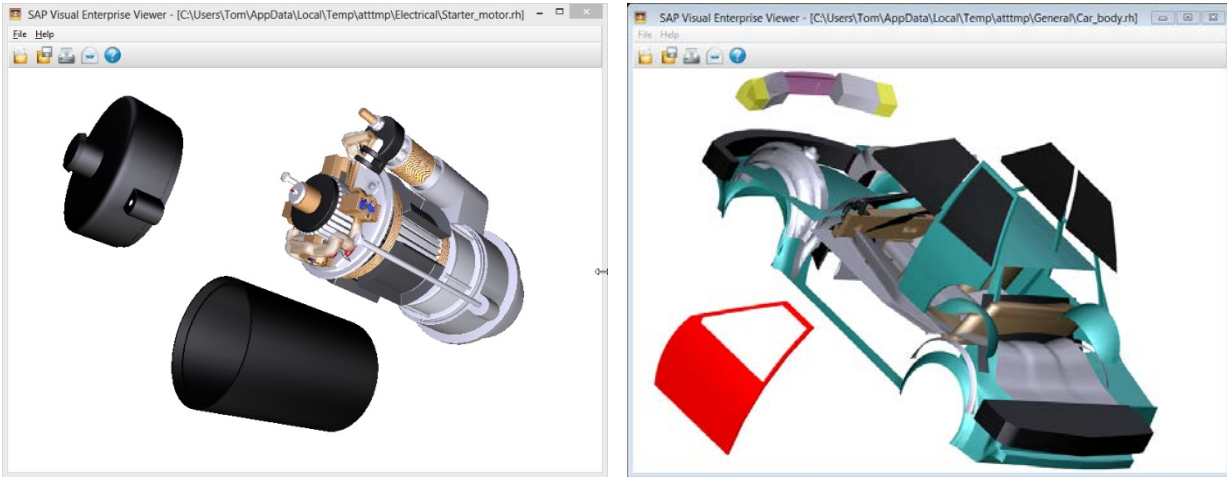 SAP Visual Enterprise Viewer - [C:\Users\Tom\AppData\Local\Temp\atttmp\Electrical\Starter_motor.rh]
File Help
SAP Visual Enterprise Viewer - [C:\Users\Tom\AppData\Local\Temp\atttmp\General\Car_body.rh]
File Help